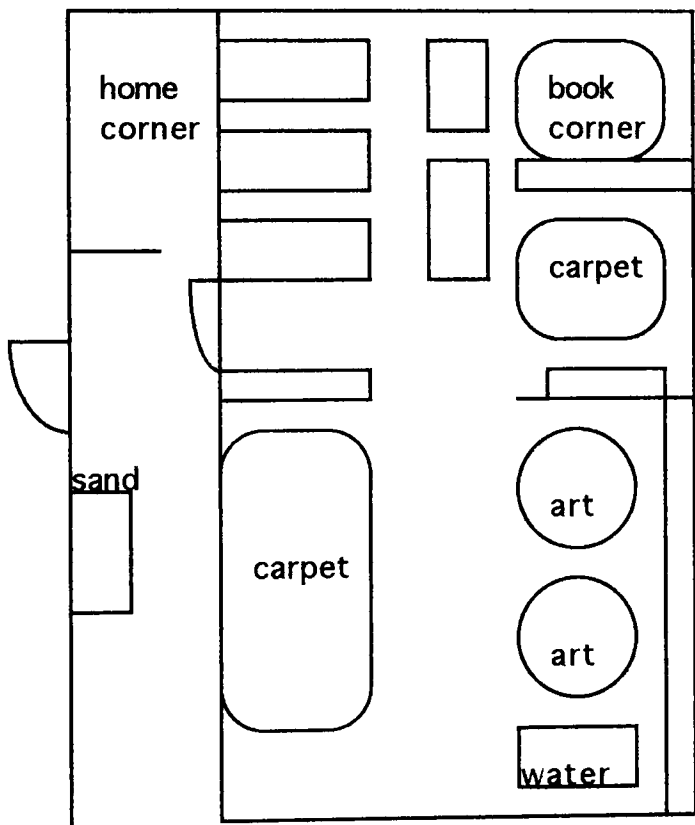 home
corner
book
corner
carpet
sand
art
carpet
art
water